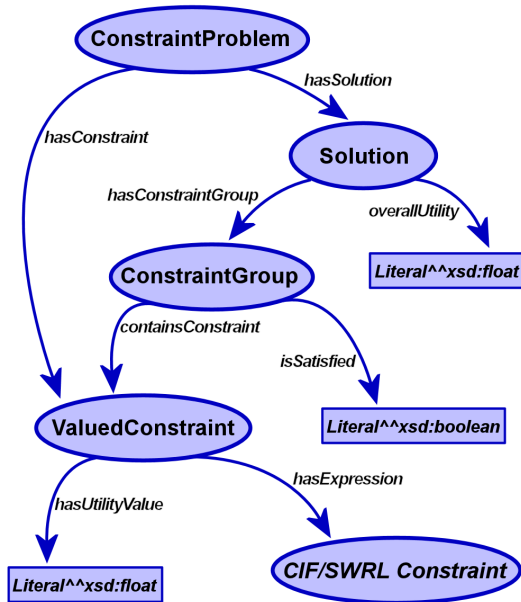 ConstraintProblem
hasSolution
hasConstraint
Solution
hasConstraintGroup
overallUtility
Literal^^xsd:float
ConstraintGroup
containsConstraint
isSatisfied
Literal^^xsd:boolean
ValuedConstraint
hasExpression
hasUtilityValue
CIF/SWRL Constraint
Literal^^xsd:float